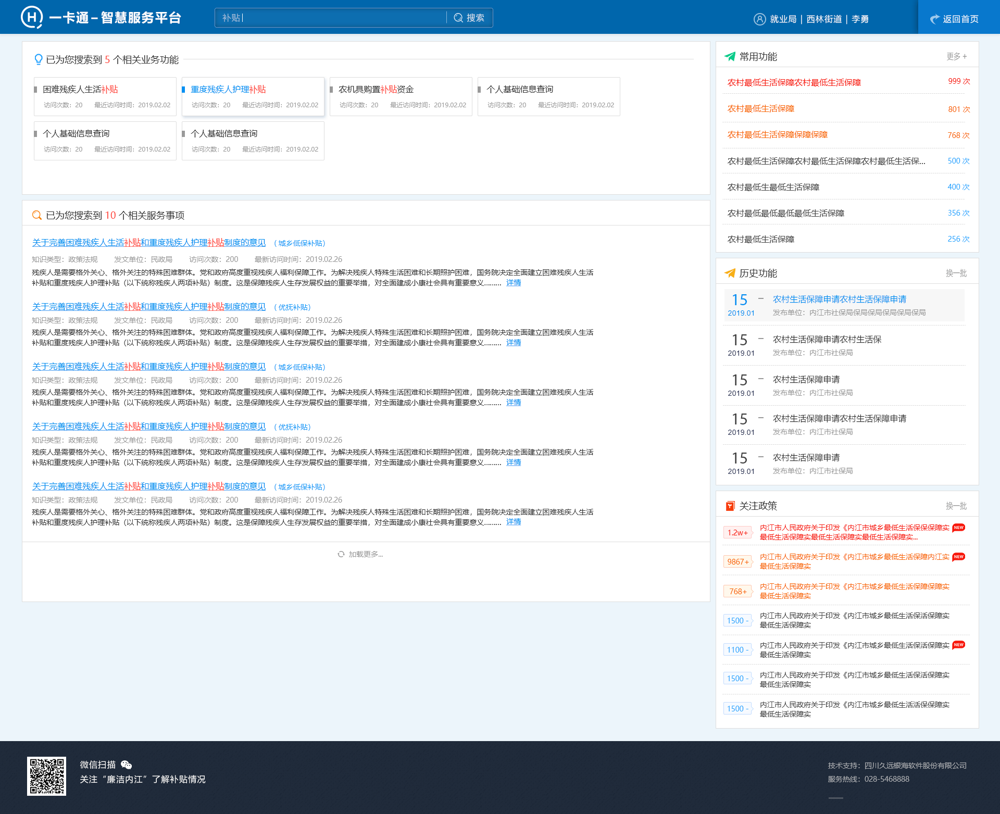 一卡通–智慧服务平台
补贴
搜索
就业局 | 西林街道 | 李勇
返回首页
已为您搜索到 5 个相关业务功能
困难残疾人生活补贴
访问次数：20 最近访问时间：2019.02.02
重度残疾人护理补贴
访问次数：20 最近访问时间：2019.02.02
农机具购置补贴资金
访问次数：20 最近访问时间：2019.02.02
个人基础信息查询
访问次数：20 最近访问时间：2019.02.02
个人基础信息查询
访问次数：20 最近访问时间：2019.02.02
个人基础信息查询
访问次数：20 最近访问时间：2019.02.02
已为您搜索到 10 个相关服务事项
关于完善困难残疾人生活补贴和重度残疾人护理补贴制度的意见 （城乡低保补贴）
知识类型：政策法规 发文单位：民政局 访问次数：200 最新访问时间：2019.02.26
残疾人是需要格外关心、格外关注的特殊困难群体。党和政府高度重视残疾人福利保障工作。为解决残疾人特殊生活困难和长期照护困难，国务院决定全面建立困难残疾人生活
补贴和重度残疾人护理补贴（以下统称残疾人两项补贴）制度。这是保障残疾人生存发展权益的重要举措，对全面建成小康社会具有重要意义......... 详情
关于完善困难残疾人生活补贴和重度残疾人护理补贴制度的意见 （优抚补贴）
知识类型：政策法规 发文单位：民政局 访问次数：200 最新访问时间：2019.02.26
残疾人是需要格外关心、格外关注的特殊困难群体。党和政府高度重视残疾人福利保障工作。为解决残疾人特殊生活困难和长期照护困难，国务院决定全面建立困难残疾人生活
补贴和重度残疾人护理补贴（以下统称残疾人两项补贴）制度。这是保障残疾人生存发展权益的重要举措，对全面建成小康社会具有重要意义......... 详情
关于完善困难残疾人生活补贴和重度残疾人护理补贴制度的意见 （城乡低保补贴）
知识类型：政策法规 发文单位：民政局 访问次数：200 最新访问时间：2019.02.26
残疾人是需要格外关心、格外关注的特殊困难群体。党和政府高度重视残疾人福利保障工作。为解决残疾人特殊生活困难和长期照护困难，国务院决定全面建立困难残疾人生活
补贴和重度残疾人护理补贴（以下统称残疾人两项补贴）制度。这是保障残疾人生存发展权益的重要举措，对全面建成小康社会具有重要意义......... 详情
关于完善困难残疾人生活补贴和重度残疾人护理补贴制度的意见 （优抚补贴）
知识类型：政策法规 发文单位：民政局 访问次数：200 最新访问时间：2019.02.26
残疾人是需要格外关心、格外关注的特殊困难群体。党和政府高度重视残疾人福利保障工作。为解决残疾人特殊生活困难和长期照护困难，国务院决定全面建立困难残疾人生活
补贴和重度残疾人护理补贴（以下统称残疾人两项补贴）制度。这是保障残疾人生存发展权益的重要举措，对全面建成小康社会具有重要意义......... 详情
关于完善困难残疾人生活补贴和重度残疾人护理补贴制度的意见 （城乡低保补贴）
知识类型：政策法规 发文单位：民政局 访问次数：200 最新访问时间：2019.02.26
残疾人是需要格外关心、格外关注的特殊困难群体。党和政府高度重视残疾人福利保障工作。为解决残疾人特殊生活困难和长期照护困难，国务院决定全面建立困难残疾人生活
补贴和重度残疾人护理补贴（以下统称残疾人两项补贴）制度。这是保障残疾人生存发展权益的重要举措，对全面建成小康社会具有重要意义......... 详情
加载更多...
常用功能 更多 +
农村最低生活保障农村最低生活保障 999 次
农村最低生活保障 801 次
农村最低生活保障保障保障 768 次
农村最低生活保障农村最低生活保障农村最低生活保... 500 次
农村最低生最低生活保障 400 次
农村最低最低最低最低生活保障 356 次
农村最低生活保障 256 次
历史功能 换一批
15 – 农村生活保障申请农村生活保障申请
2019.01 发布单位：内江市社保局保局保局保局保局保局
15 – 农村生活保障申请农村生活保
2019.01 发布单位：内江市社保局
15 – 农村生活保障申请
2019.01 发布单位：内江市社保局
15 – 农村生活保障申请农村生活保障申请
2019.01 发布单位：内江市社保局
15 – 农村生活保障申请
2019.01 发布单位：内江市社保局
关注政策 换一批
1.2w+ 内江市人民政府关于印发《内江市城乡最低生活保保保障实 NEW
最低生活保障实最低生活保障实最低生活保障实...
9867+ 内江市人民政府关于印发《内江市城乡最低生活保障内江实 NEW
最低生活保障实
768+ 内江市人民政府关于印发《内江市城乡最低生活保障保障实
最低生活保障实
1500 - 内江市人民政府关于印发《内江市城乡最低生活保活保障实
最低生活保障实
1100 - 内江市人民政府关于印发《内江市城乡最低生活保活保障实 NEW
最低生活保障实
1500 - 内江市人民政府关于印发《内江市城乡最低生活保活保障实
最低生活保障实
1500 - 内江市人民政府关于印发《内江市城乡最低生活活保保障实
最低生活保障实
微信扫描
关注“廉洁内江”了解补贴情况
技术支持：四川久远银海软件股份有限公司
服务热线：028-5468888